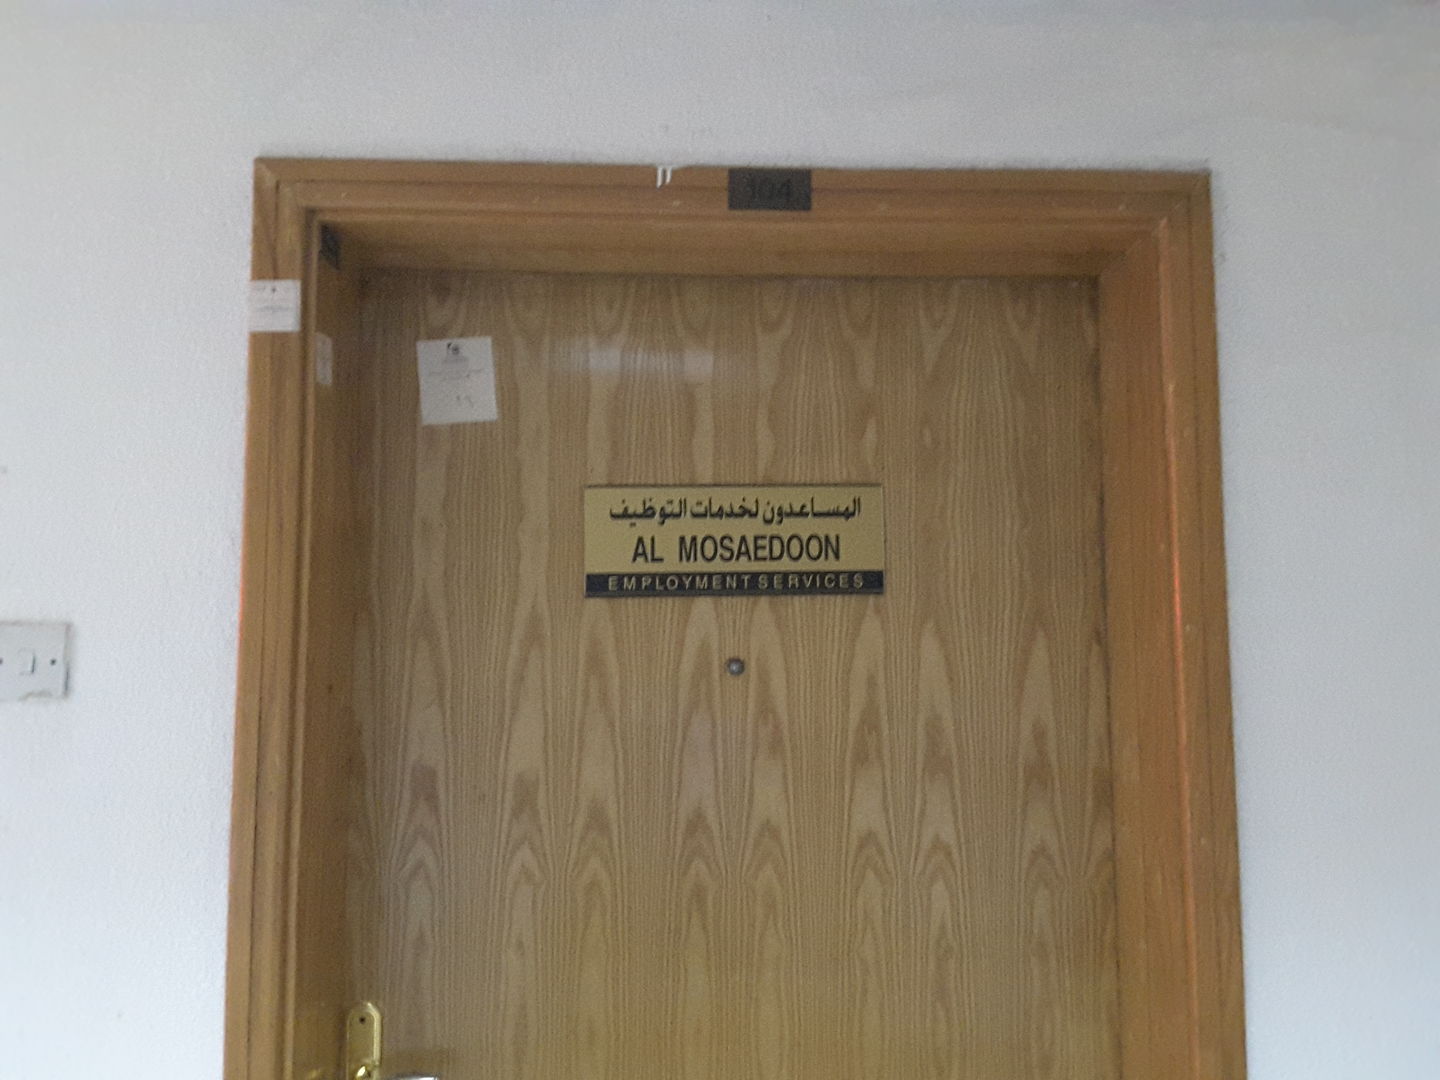 104
المساعدون لخدمات التوظيف
AL MOSAEDOON
EMPLOYMENT SERVICES